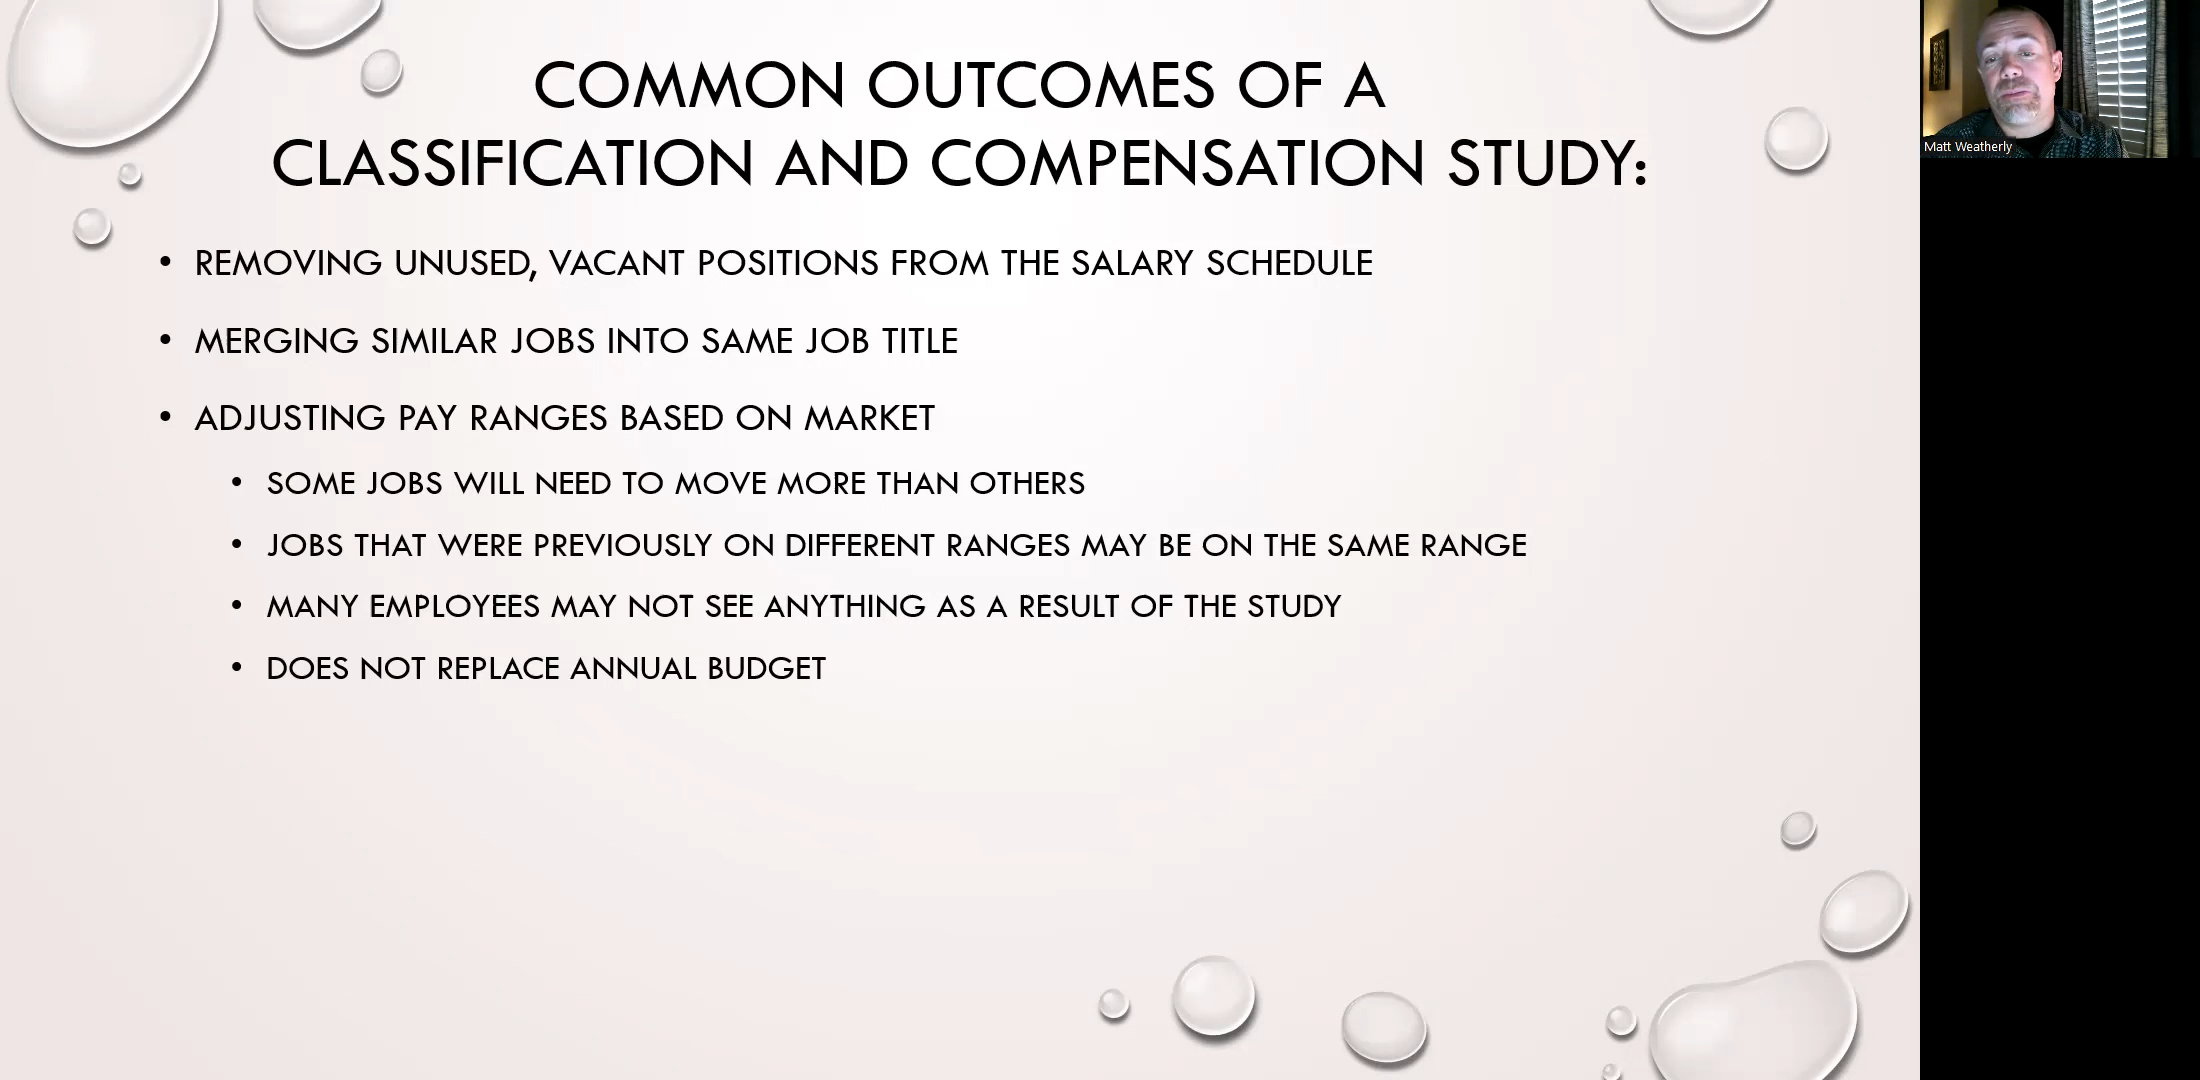 COMMON OUTCOMES OF A
CLASSIFICATION AND COMPENSATION STUDY:
• REMOVING UNUSED, VACANT POSITIONS FROM THE SALARY SCHEDULE
• MERGING SIMILAR JOBS INTO SAME JOB TITLE
• ADJUSTING PAY RANGES BASED ON MARKET
• SOME JOBS WILL NEED TO MOVE MORE THAN OTHERS
• JOBS THAT WERE PREVIOUSLY ON DIFFERENT RANGES MAY BE ON THE SAME RANGE
• MANY EMPLOYEES MAY NOT SEE ANYTHING AS A RESULT OF THE STUDY
• DOES NOT REPLACE ANNUAL BUDGET
Matt Weatherly